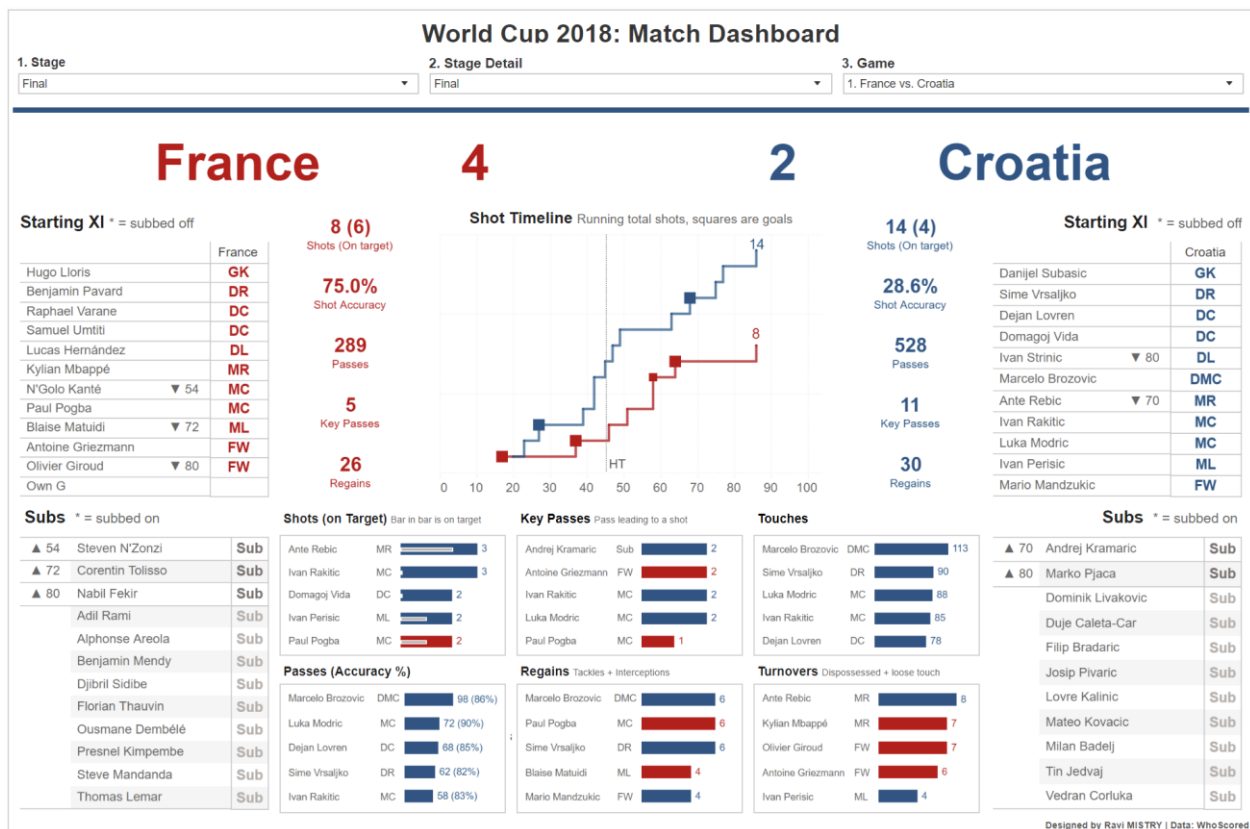 World Cup 2018: Match Dashboard
1. Stage
2. Stage Detail
3. Game
Final
Final
1. France vs. Croatia
France 4 2 Croatia
Starting XI * = subbed off
France
Hugo Lloris GK
Benjamin Pavard DR
Raphael Varane DC
Samuel Umtiti DC
Lucas Hernández DL
Kylian Mbappé MR
N'Golo Kanté ▼ 54 MC
Paul Pogba MC
Blaise Matuidi ▼ 72 ML
Antoine Griezmann FW
Olivier Giroud ▼ 80 FW
Own G
8 (6)
Shots (On target)
75.0%
Shot Accuracy
289
Passes
5
Key Passes
26
Regains
Shot Timeline Running total shots, squares are goals
14
8
HT
0 10 20 30 40 50 60 70 80 90 100
14 (4)
Shots (On target)
28.6%
Shot Accuracy
528
Passes
11
Key Passes
30
Regains
Starting XI * = subbed off
Croatia
Danijel Subasic GK
Sime Vrsaljko DR
Dejan Lovren DC
Domagoj Vida DC
Ivan Strinic ▼ 80 DL
Marcelo Brozovic DMC
Ante Rebic ▼ 70 MR
Ivan Rakitic MC
Luka Modric MC
Ivan Perisic ML
Mario Mandzukic FW
Subs * = subbed on
▲ 54 Steven N'Zonzi Sub
▲ 72 Corentin Tolisso Sub
▲ 80 Nabil Fekir Sub
Adil Rami Sub
Alphonse Areola Sub
Benjamin Mendy Sub
Djibril Sidibe Sub
Florian Thauvin Sub
Ousmane Dembélé Sub
Presnel Kimpembe Sub
Steve Mandanda Sub
Thomas Lemar Sub
Shots (on Target) Bar in bar is on target
Ante Rebic MR 3
Ivan Rakitic MC 3
Domagoj Vida DC 2
Ivan Perisic ML 2
Paul Pogba MC 2
Key Passes Pass leading to a shot
Andrej Kramaric Sub 2
Antoine Griezmann FW 2
Ivan Rakitic MC 2
Luka Modric MC 2
Paul Pogba MC 1
Touches
Marcelo Brozovic DMC 113
Sime Vrsaljko DR 90
Luka Modric MC 88
Ivan Rakitic MC 85
Dejan Lovren DC 78
Passes (Accuracy %)
Marcelo Brozovic DMC 98 (86%)
Luka Modric MC 72 (90%)
Dejan Lovren DC 68 (85%)
Sime Vrsaljko DR 62 (82%)
Ivan Rakitic MC 58 (83%)
Regains Tackles + Interceptions
Marcelo Brozovic DMC 6
Paul Pogba MC 6
Sime Vrsaljko DR 6
Blaise Matuidi ML 4
Mario Mandzukic FW 4
Turnovers Dispossessed + loose touch
Ante Rebic MR 8
Kylian Mbappé MR 7
Olivier Giroud FW 7
Antoine Griezmann FW 6
Ivan Perisic ML 4
Subs * = subbed on
▲ 70 Andrej Kramaric Sub
▲ 80 Marko Pjaca Sub
Dominik Livakovic Sub
Duje Caleta-Car Sub
Filip Bradaric Sub
Josip Pivaric Sub
Lovre Kalinic Sub
Mateo Kovacic Sub
Milan Badelj Sub
Tin Jedvaj Sub
Vedran Corluka Sub
Designed by Ravi MISTRY | Data: WhoScored